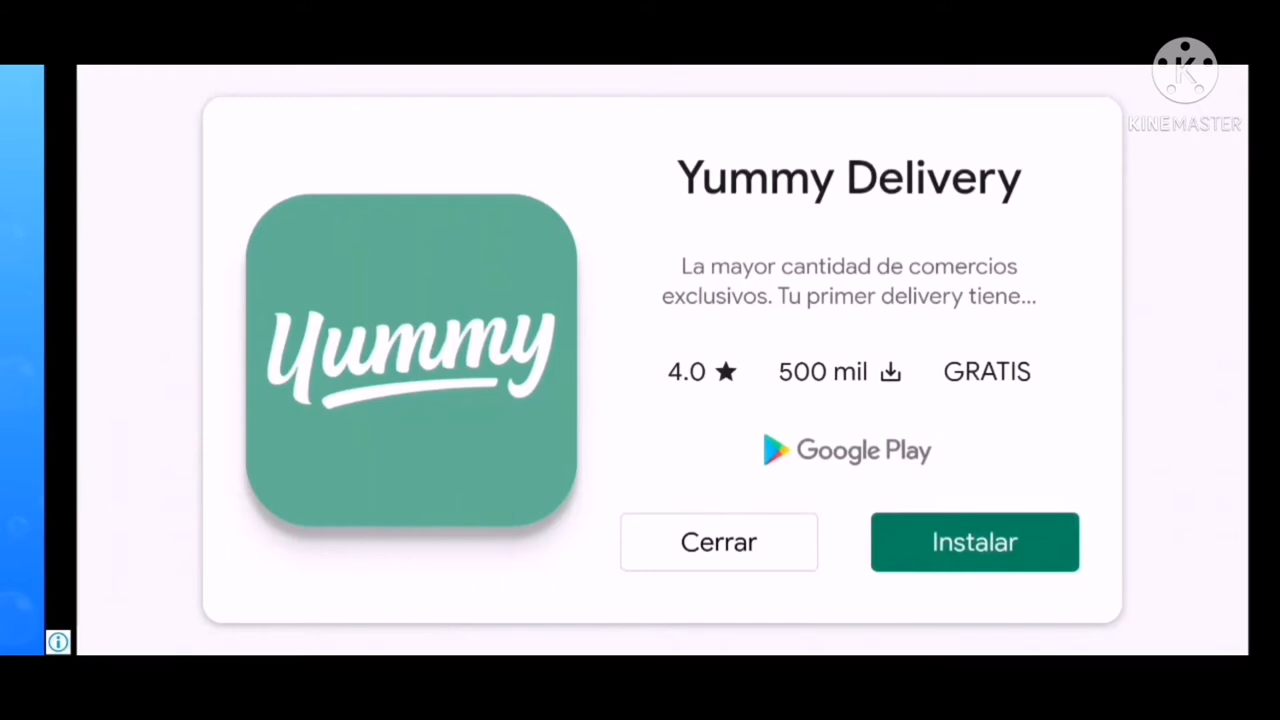 K
KINEMASTER
Yummy Delivery
La mayor cantidad de comercios
exclusivos. Tu primer delivery tiene...
Yummy
4.0 ★ 500 mil GRATIS
Google Play
Cerrar
Instalar